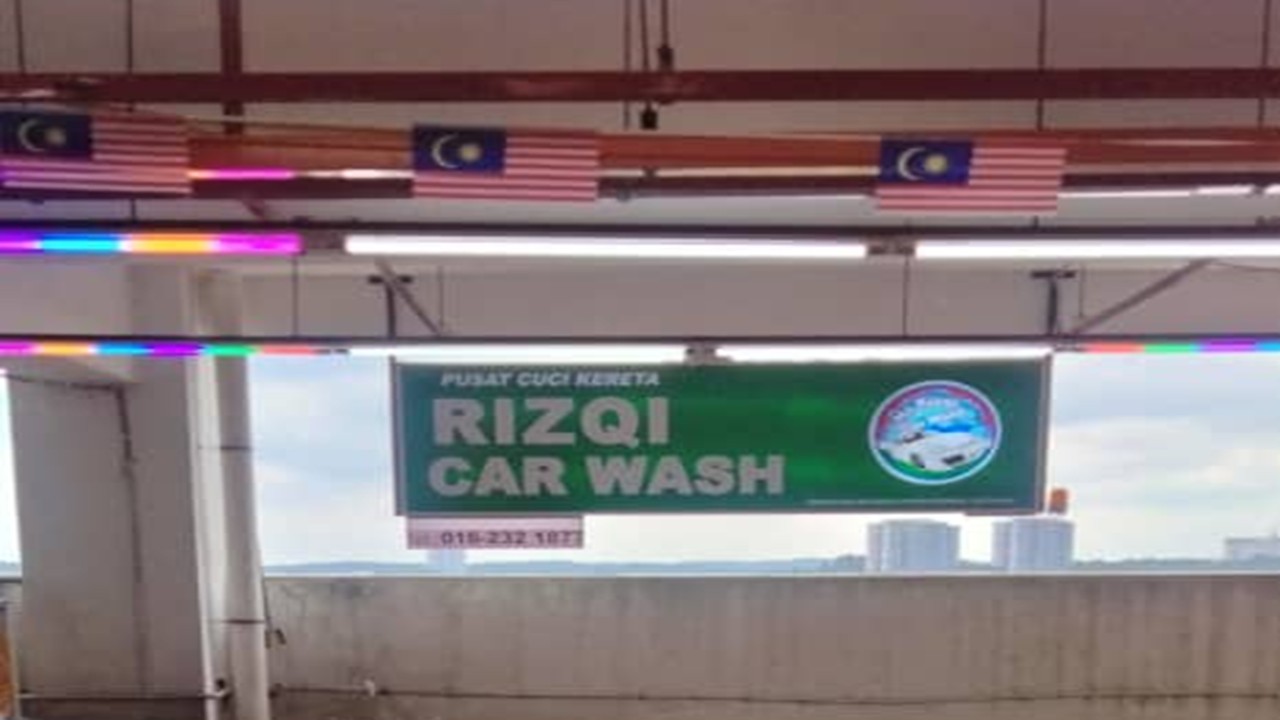 PUSAT CUCI KERETA
RIZQI
CAR WASH
016-232 1877